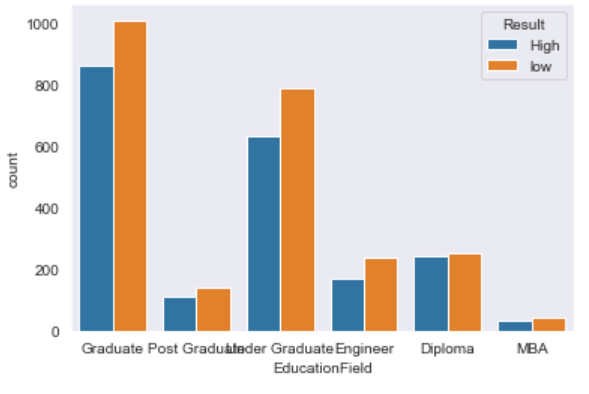 1000
800
600
400
200
0
count
Result
High
low
Graduate Post Graduate Under Graduate Engineer Diploma MBA
EducationField